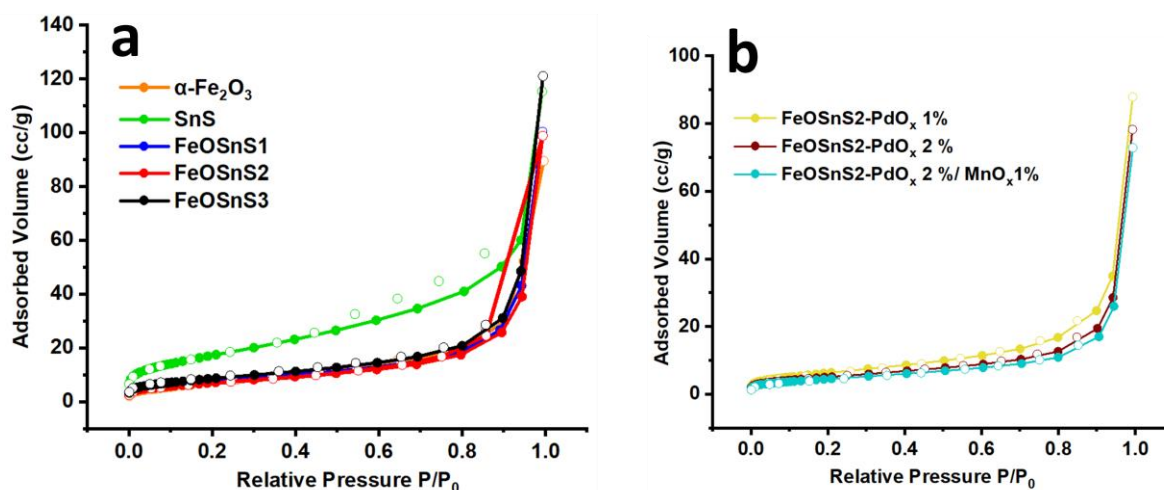 a
140
120
100
80
60
40
20
0
Adsorbed Volume (cc/g)
α-Fe₂O₃
SnS
FeOSnS1
FeOSnS2
FeOSnS3
0.0 0.2 0.4 0.6 0.8 1.0
Relative Pressure P/P₀
b
100
80
60
40
20
0
Adsorbed Volume (cc/g)
FeOSnS2-PdOₓ 1%
FeOSnS2-PdOₓ 2 %
FeOSnS2-PdOₓ 2 %/ MnOₓ1%
0.0 0.2 0.4 0.6 0.8 1.0
Relative Pressure P/P₀